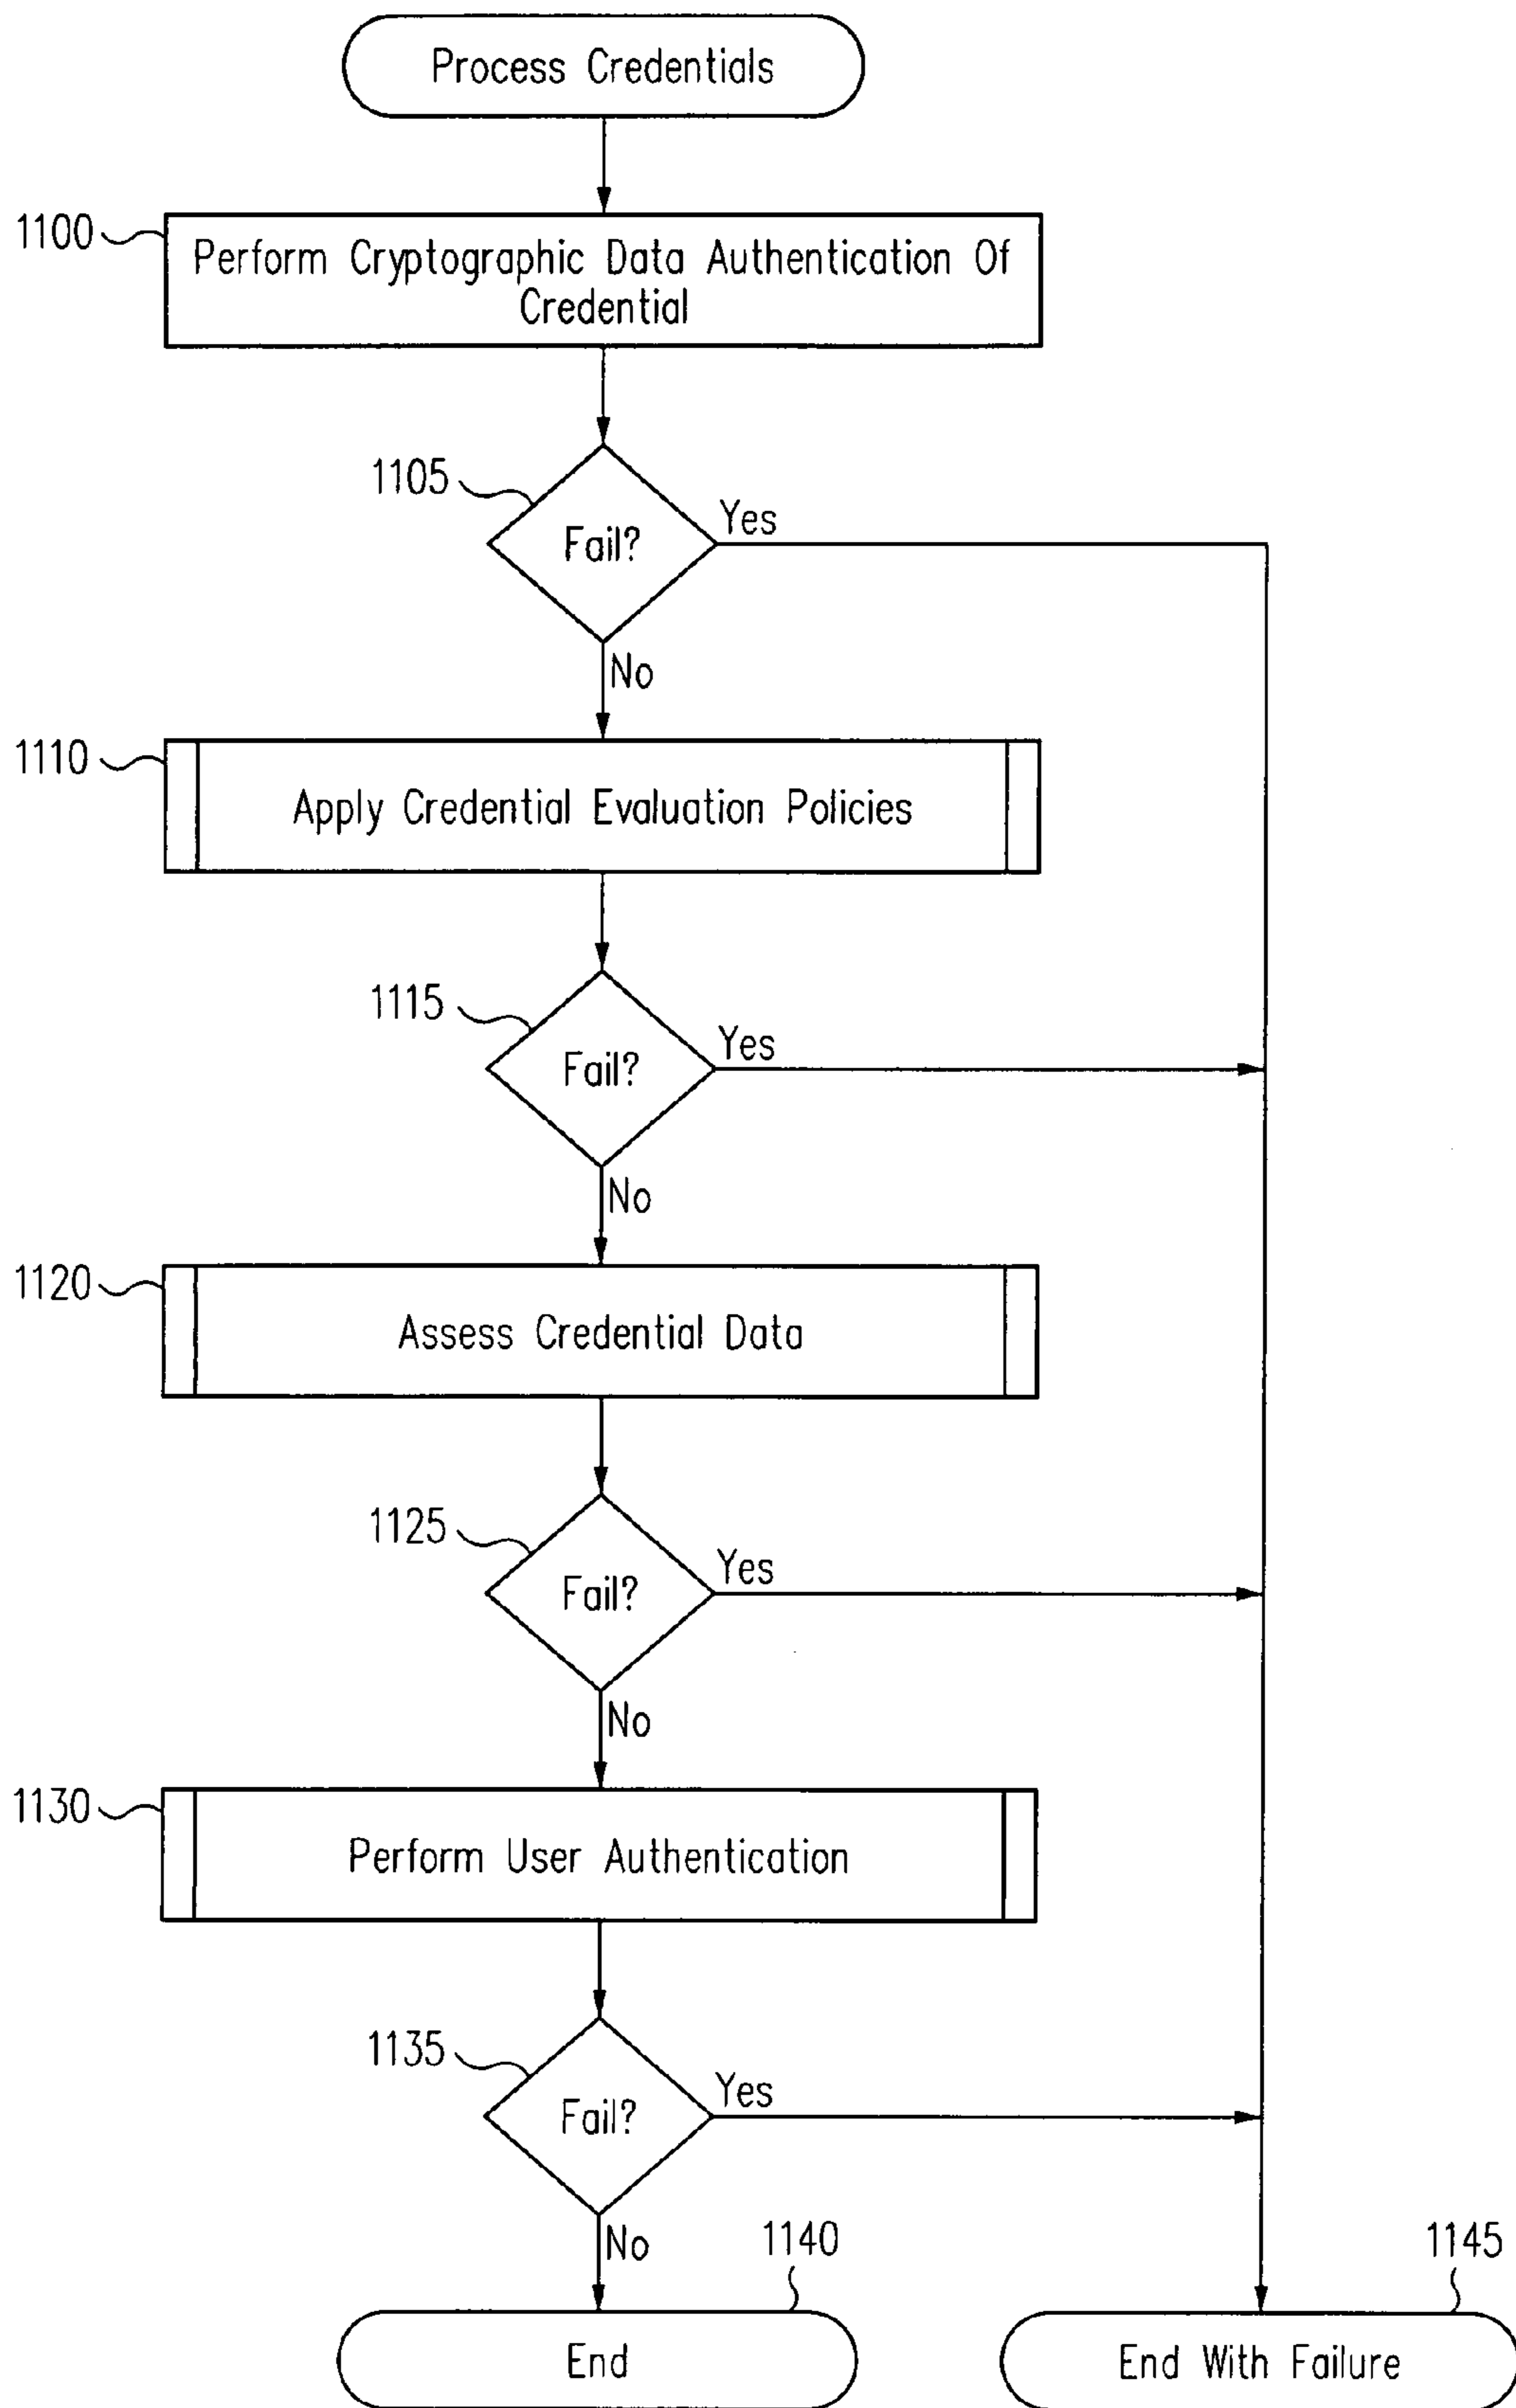 Process Credentials
1100
Perform Cryptographic Data Authentication Of
Credential
1105
Fail?
Yes
No
1110
Apply Credential Evaluation Policies
1115
Fail?
Yes
No
1120
Assess Credential Data
1125
Fail?
Yes
No
1130
Perform User Authentication
1135
Fail?
Yes
No
1140
End
1145
End With Failure